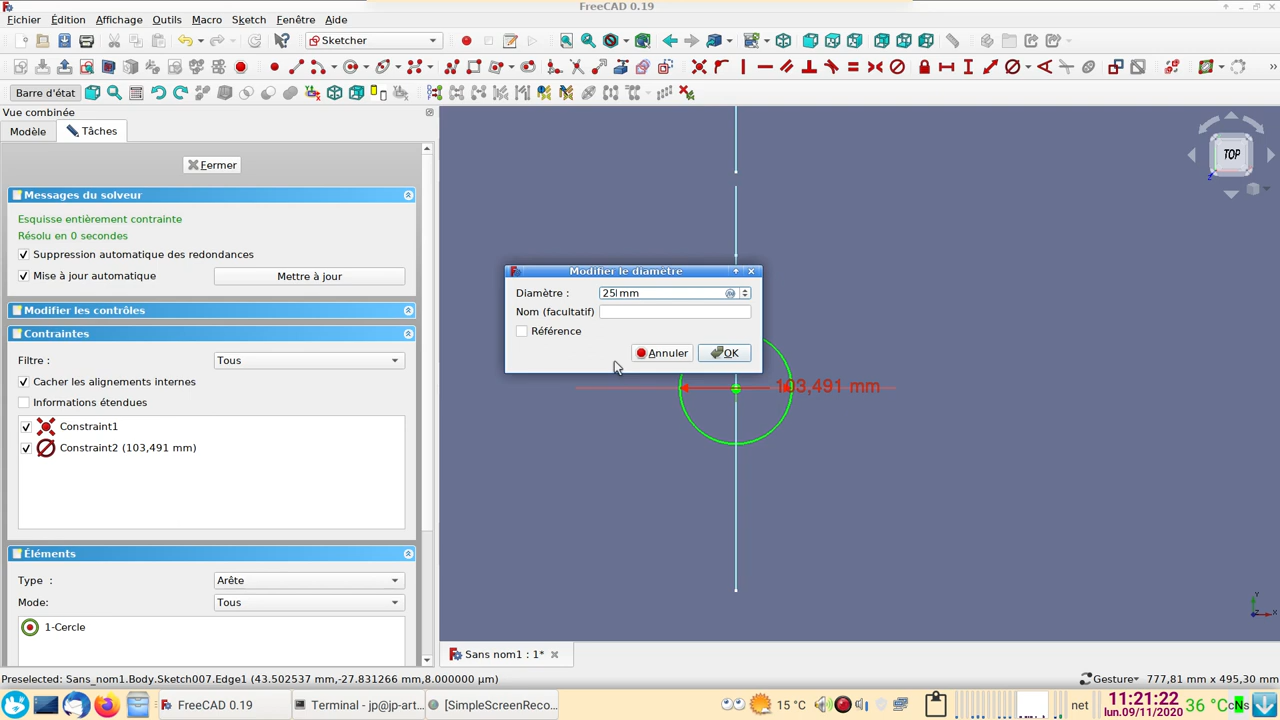 FreeCAD 0.19
Fichier Édition Affichage Outils Macro Sketch Fenêtre Aide
Sketcher
Barre d'état
Vue combinée
Modèle Tâches
Fermer
Messages du solveur
Esquisse entièrement contrainte
Résolu en 0 secondes
Suppression automatique des redondances
Mise à jour automatique Mettre à jour
Modifier les contrôles
Contraintes
Filtre : Tous
Cacher les alignements internes
Informations étendues
Constraint1
Constraint2 (103,491 mm)
Éléments
Type : Arête
Mode: Tous
1-Cercle
TOP
Modifier le diamètre
Diamètre : 25 mm
Nom (facultatif)
Référence
Annuler OK
103,491 mm
Y
X
Sans nom1 : 1*
Preselected: Sans_nom1.Body.Sketch007.Edge1 (43.502537 mm,-27.831266 mm,8.000000 µm) Gesture 777,81 mm x 495,30 mm
FreeCAD 0.19 Terminal - jp@jp-art... [SimpleScreenReco... 15 °C net 11:21:22 lun.09/11/2020 36 °C